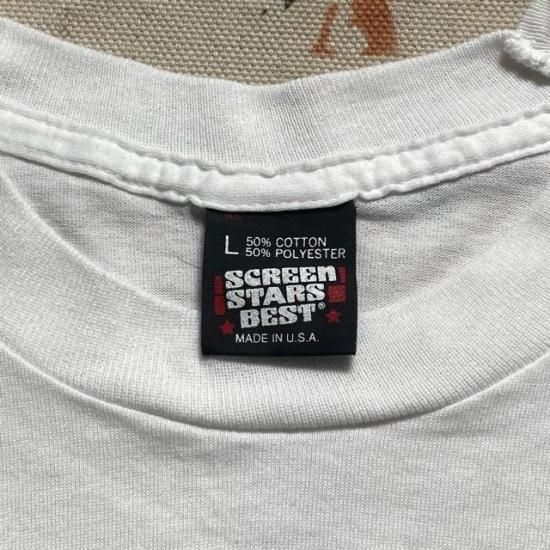 L 50% COTTON
50% POLYESTER
SCREEN
STARS
BEST®
MADE IN U.S.A.